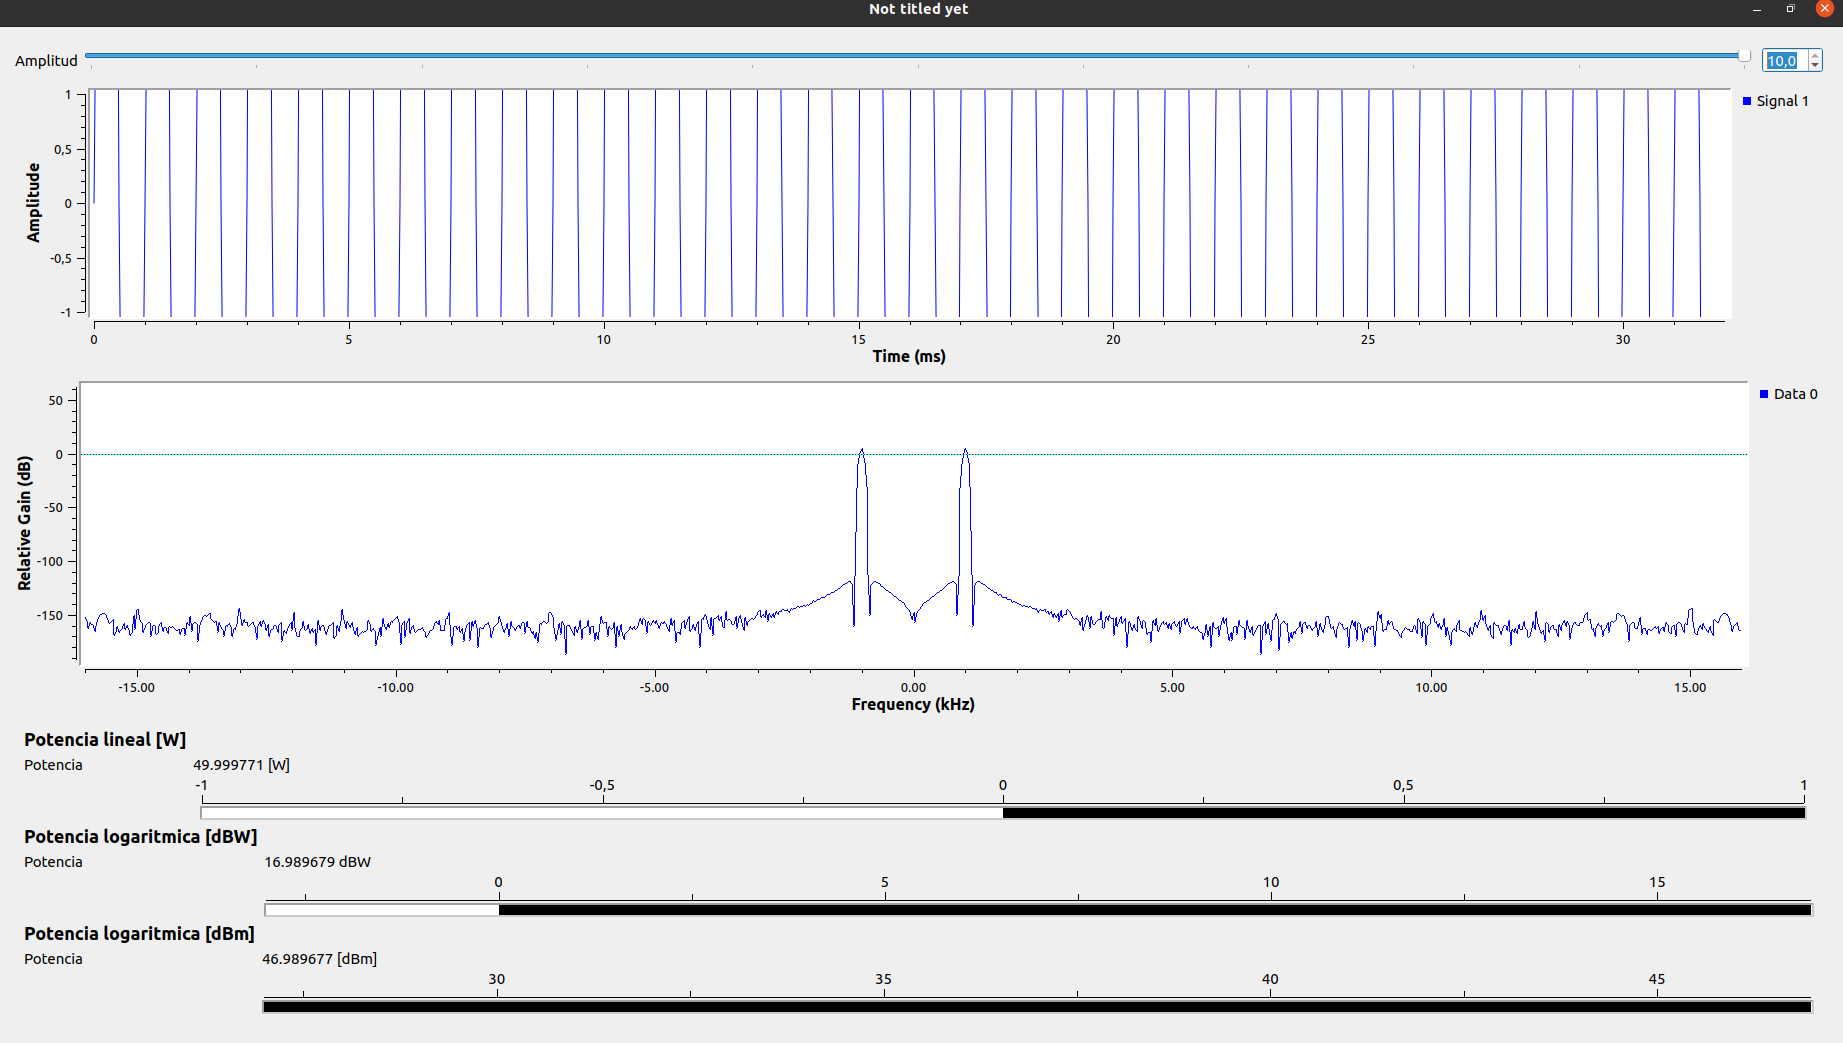 Not titled yet
Amplitud 10,0
1
0,5
0
-0,5
-1
Amplitude
Signal 1
0 5 10 15 20 25 30
Time (ms)
50
0
-50
-100
-150
Relative Gain (dB)
Data 0
-15.00 -10.00 -5.00 0.00 5.00 10.00 15.00
Frequency (kHz)
Potencia lineal [W]
Potencia 49.999771 [W]
-1 -0,5 0 0,5 1
Potencia logaritmica [dBW]
Potencia 16.989679 dBW
0 5 10 15
Potencia logaritmica [dBm]
Potencia 46.989677 [dBm]
30 35 40 45